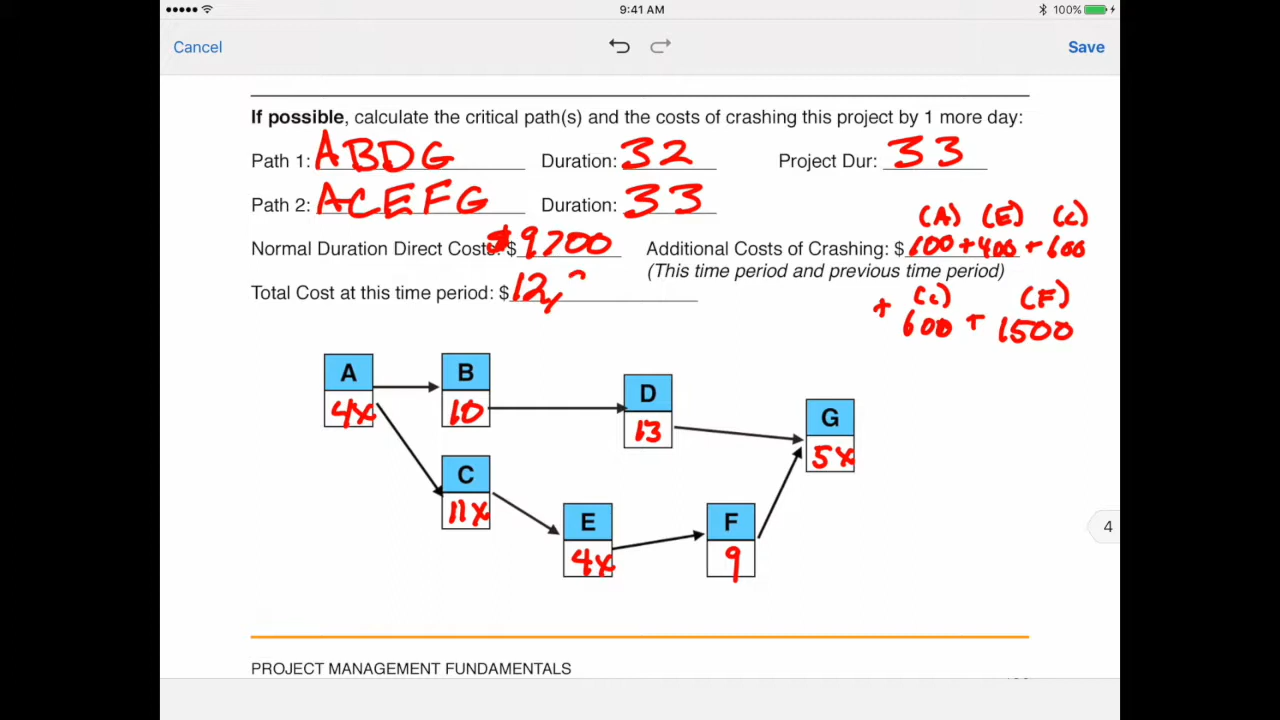 9:41 AM
100%
Cancel
Save
If possible, calculate the critical path(s) and the costs of crashing this project by 1 more day:
Path 1: ABDG Duration: 32 Project Dur: 33
Path 2: ACEFG Duration: 33
(A) (E) (C)
Normal Duration Direct Costs: $ $9700 Additional Costs of Crashing: $ 100+400+600
(This time period and previous time period)
Total Cost at this time period: $ 12,
(C) (F)
+ 600 + 1500
A
4x
B
10
D
13
G
5x
C
11x
E
4x
F
9
4
PROJECT MANAGEMENT FUNDAMENTALS